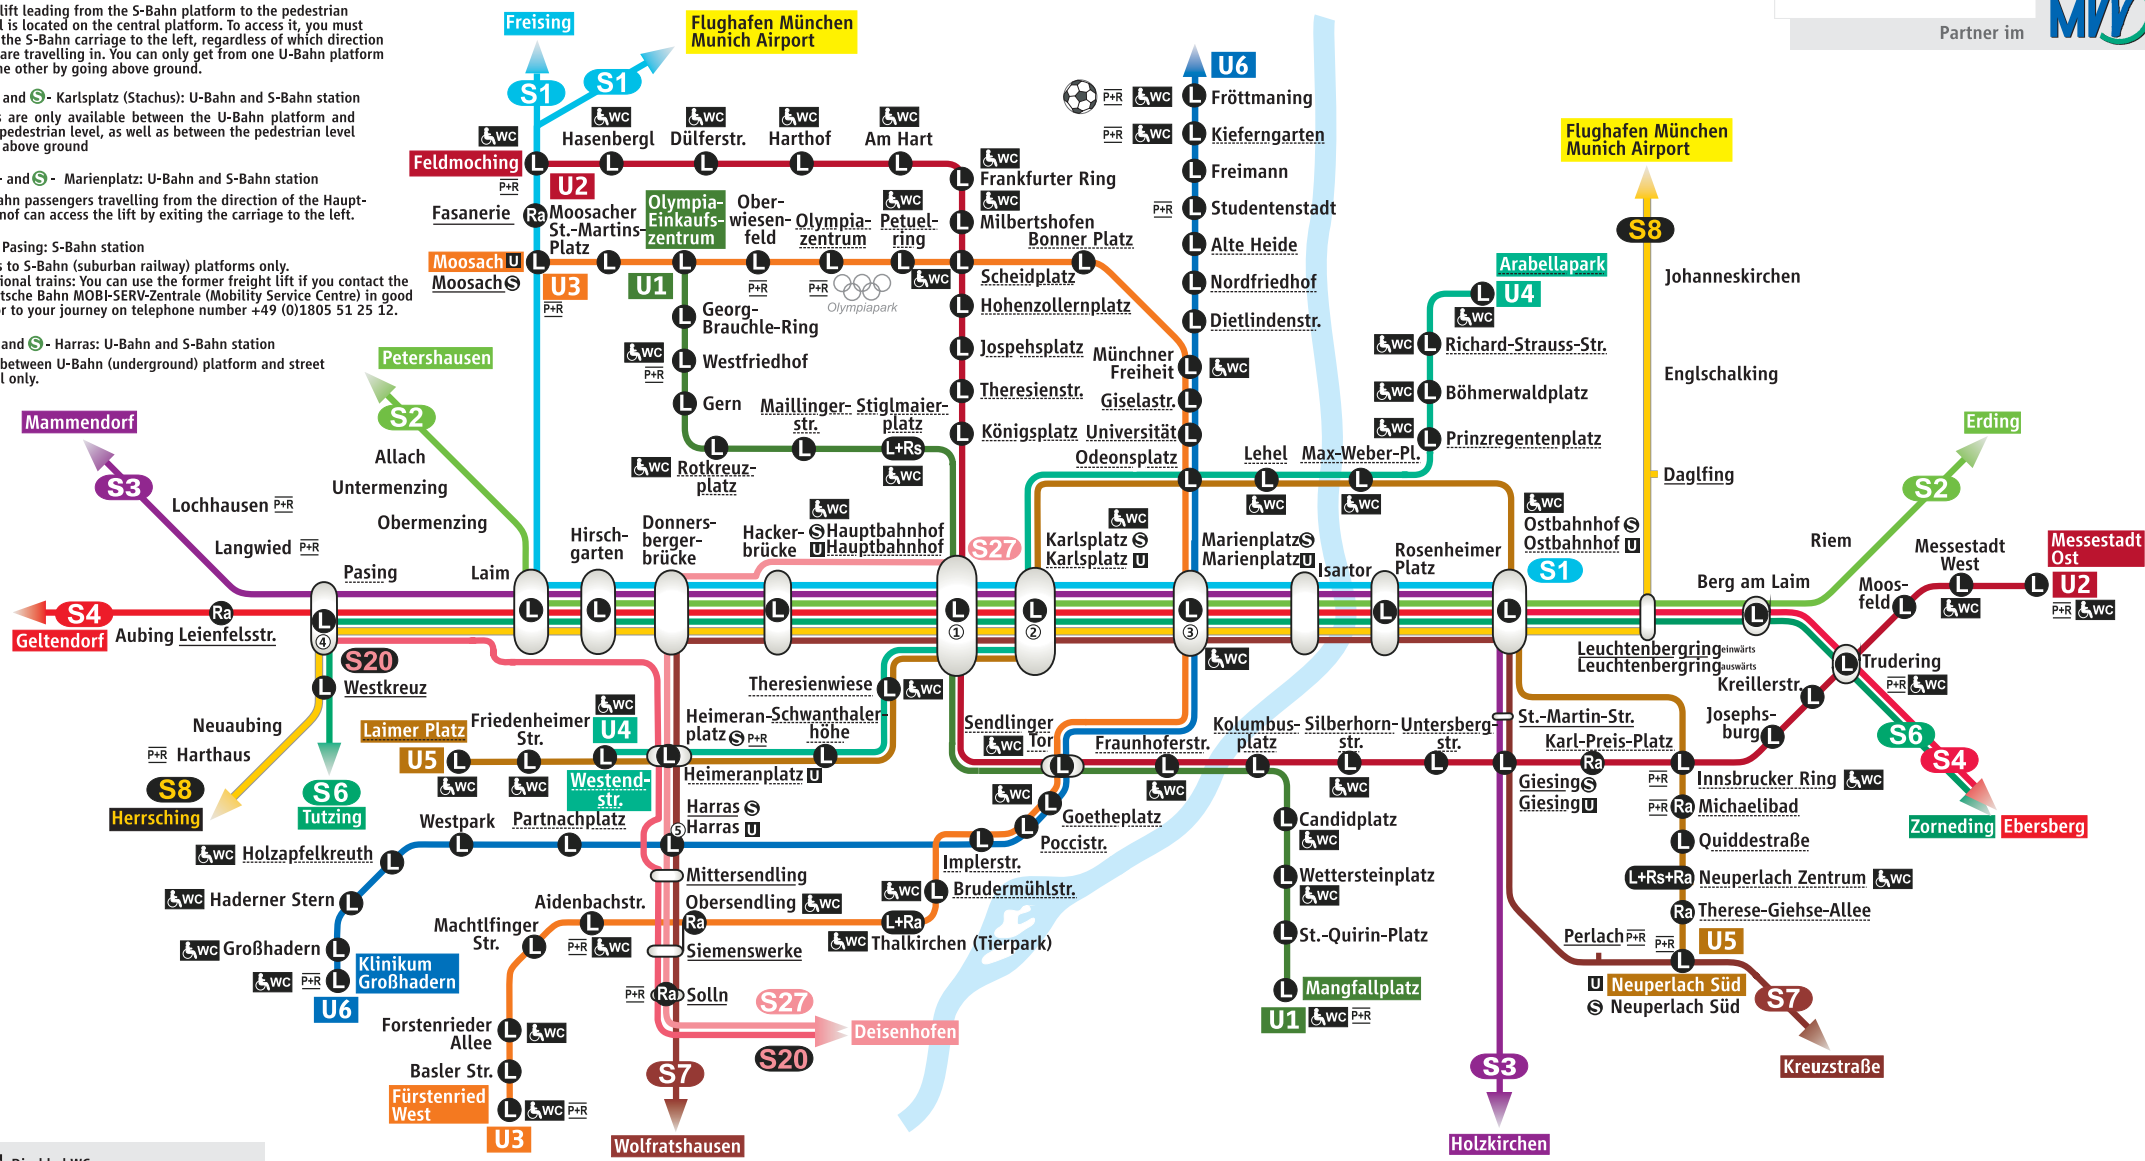 lift leading from the S-Bahn platform to the pedestrian
is located on the central platform. To access it, you must
the S-Bahn carriage to the left, regardless of which direction
are travelling in. You can only get from one U-Bahn platform
other by going above ground.
and S - Karlsplatz (Stachus): U-Bahn and S-Bahn station
are only available between the U-Bahn platform and
pedestrian level, as well as between the pedestrian level
above ground
- and S - Marienplatz: U-Bahn and S-Bahn station
passengers travelling from the direction of the Haupt-
can access the lift by exiting the carriage to the left.
Pasing: S-Bahn station
to S-Bahn (suburban railway) platforms only.
trains: You can use the former freight lift if you contact the
Bahn MOBI-SERV-Zentrale (Mobility Service Centre) in good
to your journey on telephone number +49 (0)1805 51 25 12.
and S - Harras: U-Bahn and S-Bahn station
between U-Bahn (underground) platform and street
only.
Partner im
MVV
Freising
S1
S1
Flughafen München
Munich Airport
U6
Fröttmaning
Kieferngarten
Freimann
Studentenstadt
Alte Heide
Nordfriedhof
Dietlindenstr.
Münchner
Freiheit
Giselastr.
Universität
Odeonsplatz
Feldmoching
U2
Hasenbergl
Dülferstr.
Harthof
Am Hart
Frankfurter Ring
Milbertshofen
Bonner Platz
Scheidplatz
Hohenzollernplatz
Jospehsplatz
Theresienstr.
Königsplatz
Fasanerie
Ra
Moosacher
St.-Martins-
Platz
Moosach U
Moosach S
U3
Olympia-
Einkaufs-
zentrum
U1
Ober-
wiesen-
feld
Olympia-
zentrum
Petuel-
ring
Olympiapark
Georg-
Brauchle-Ring
Westfriedhof
Gern
Rotkreuz-
platz
Maillinger-
str.
Stiglmaier-
platz
L+Rs
Petershausen
S2
Allach
Untermenzing
Obermenzing
Mammendorf
S3
Lochhausen P+R
Langwied P+R
Pasing
Laim
Hirsch-
garten
Donners-
berger-
brücke
Hacker-
brücke
S Hauptbahnhof
U Hauptbahnhof
S27
Karlsplatz S
Karlsplatz U
Marienplatz S
Marienplatz U
Isartor
Rosenheimer
Platz
Ostbahnhof S
Ostbahnhof U
S1
Lehel
Max-Weber-Pl.
Prinzregentenplatz
Böhmerwaldplatz
Richard-Strauss-Str.
Arabellapark
U4
Flughafen München
Munich Airport
S8
Johanneskirchen
Englschalking
Daglfing
Erding
S2
Riem
Berg am Laim
Leuchtenbergring einwärts
Leuchtenbergring auswärts
Messestadt
West
Messestadt
Ost
U2
Moos-
feld
Trudering
Kreillerstr.
Josephs-
burg
S6
S4
Zorneding
Ebersberg
S4
Geltendorf
Aubing
Leienfelsstr.
Ra
S20
Westkreuz
Neuaubing
P+R Harthaus
S8
Herrsching
S6
Tutzing
Laimer Platz
U5
Friedenheimer
Str.
U4
Westend-
str.
Heimeran-
platz S P+R
Heimeranplatz U
Schwanthaler-
höhe
Theresienwiese
Sendlinger
Tor
Fraunhoferstr.
Kolumbus-
platz
Silberhorn-
str.
Untersberg
str.
Giesing S
Giesing U
St.-Martin-Str.
Karl-Preis-Platz
Ra
Innsbrucker Ring
Michaelibad
Quiddestraße
L+Rs+Ra
Neuperlach Zentrum
Therese-Giehse-Allee
U5
Perlach P+R
U Neuperlach Süd
S Neuperlach Süd
S7
Kreuzstraße
Harras S
Harras U
Westpark
Partnachplatz
Holzapfelkreuth
Haderner Stern
Großhadern
Klinikum
Großhadern
U6
Goetheplatz
Poccistr.
Implerstr.
Brudermühlstr.
L+Ra
Thalkirchen (Tierpark)
Mittersendling
Obersendling
Ra
Aidenbachstr.
Machtlfinger
Str.
Siemenswerke
Solln
S27
S20
Deisenhofen
Forstenrieder
Allee
Basler Str.
Fürstenried
West
U3
S7
Wolfratshausen
Candidplatz
Wettersteinplatz
St.-Quirin-Platz
Mangfallplatz
U1
S3
Holzkirchen